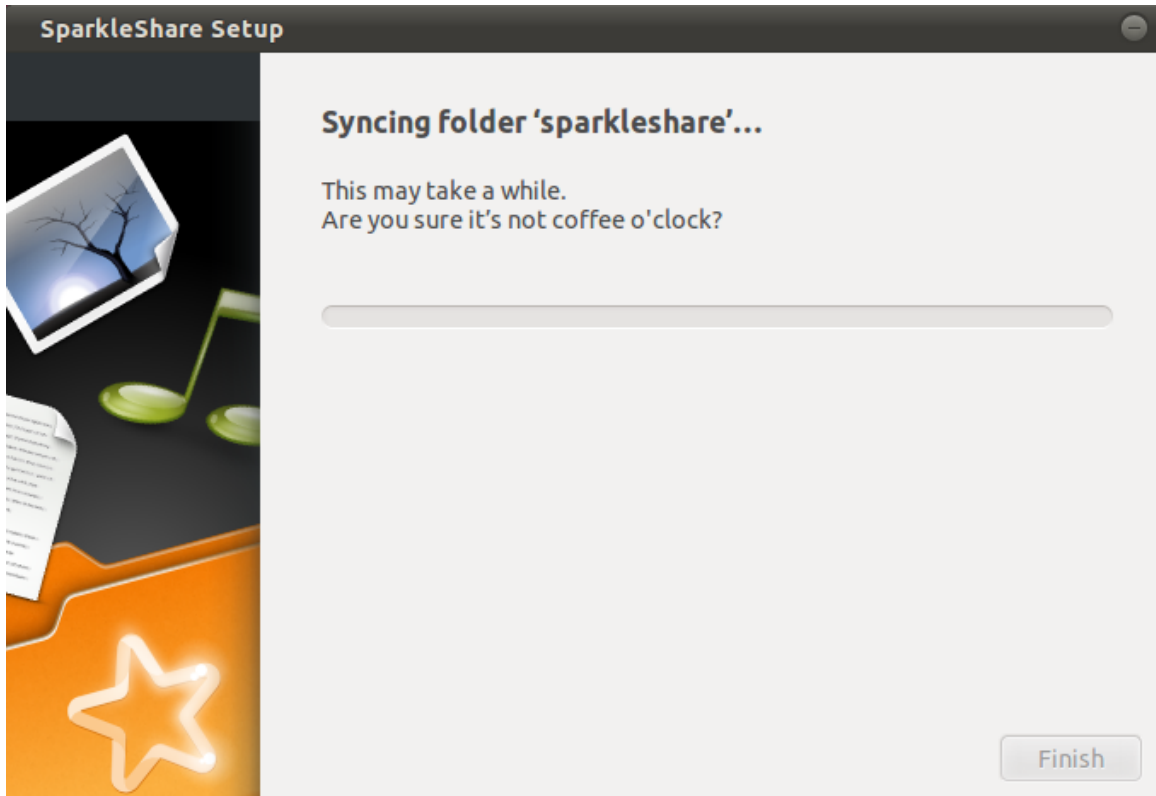 SparkleShare Setup
Syncing folder ‘sparkleshare’…
This may take a while.
Are you sure it’s not coffee o'clock?
Finish